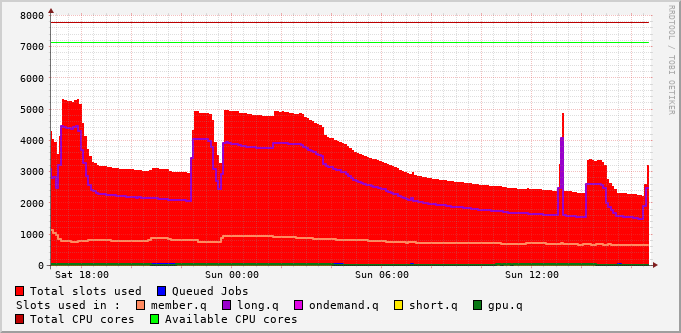 RRDTOOL / TOBI OETIKER
8000
7000
6000
5000
4000
3000
2000
1000
0
Sat 18:00 Sun 00:00 Sun 06:00 Sun 12:00
Total slots used Queued Jobs
Slots used in : member.q long.q ondemand.q short.q gpu.q
Total CPU cores Available CPU cores